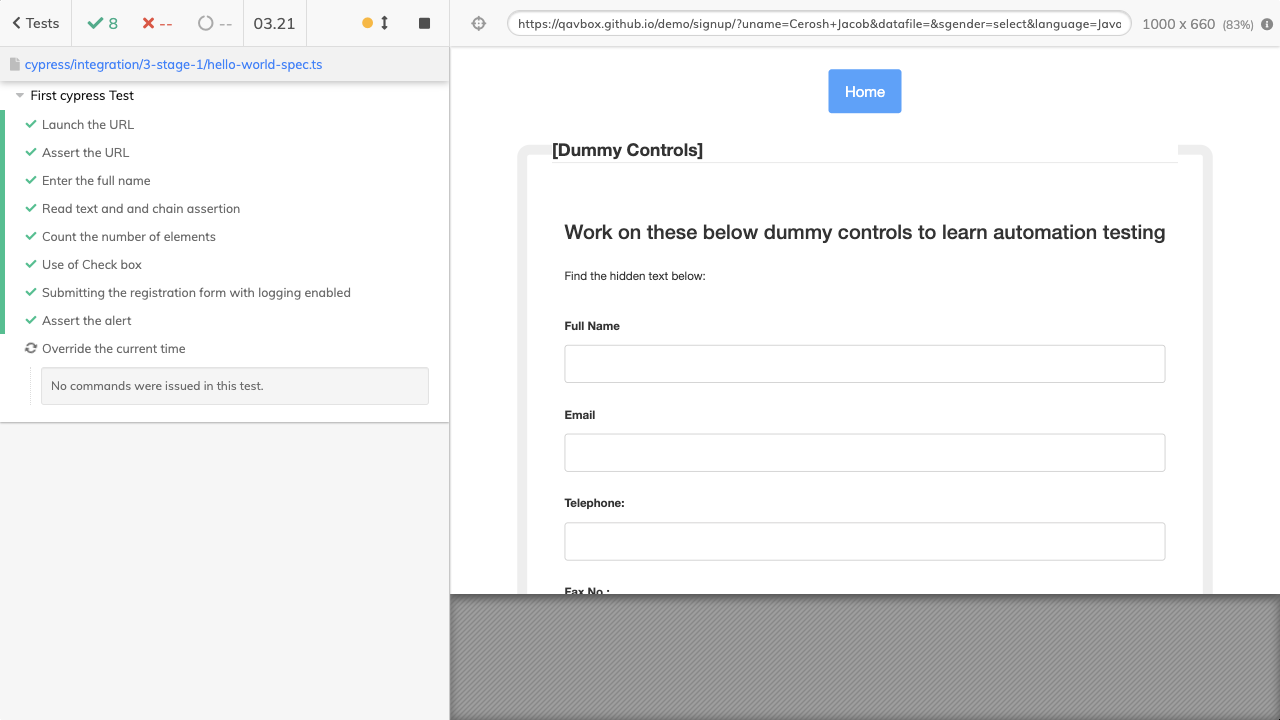 Tests
8
--
--
03.21
https://qavbox.github.io/demo/signup/?uname=Cerosh+Jacob&datafile=&sgender=select&language=Javo
1000 x 660 (83%)
cypress/integration/3-stage-1/hello-world-spec.ts
First cypress Test
Launch the URL
Assert the URL
Enter the full name
Read text and and chain assertion
Count the number of elements
Use of Check box
Submitting the registration form with logging enabled
Assert the alert
Override the current time
No commands were issued in this test.
Home
[Dummy Controls]
Work on these below dummy controls to learn automation testing
Find the hidden text below:
Full Name
Email
Telephone:
Fax No :